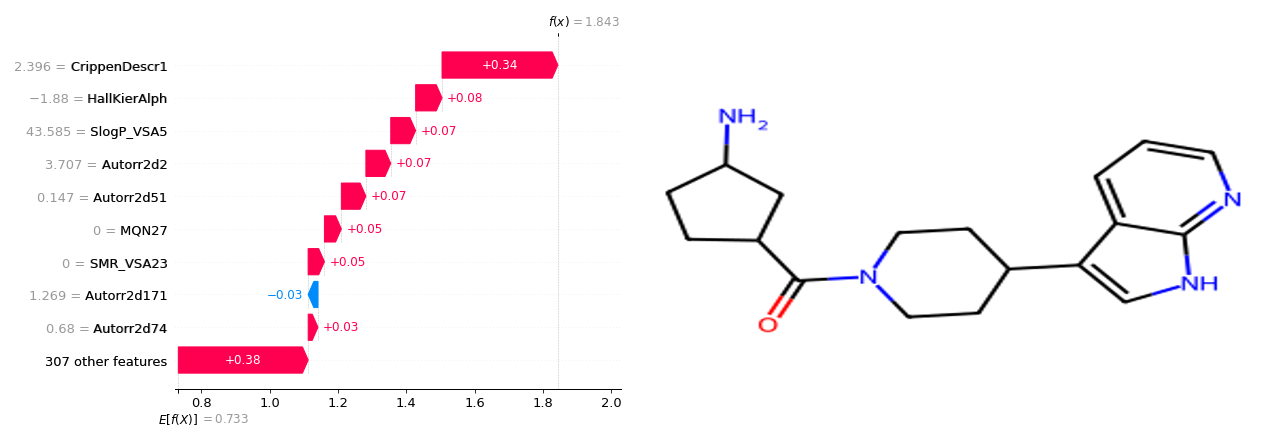 f(x) = 1.843
2.396 = CrippenDescr1 +0.34
−1.88 = HallKierAlph +0.08
43.585 = SlogP_VSA5 +0.07
3.707 = Autorr2d2 +0.07
0.147 = Autorr2d51 +0.07
0 = MQN27 +0.05
0 = SMR_VSA23 +0.05
1.269 = Autorr2d171 −0.03
0.68 = Autorr2d74 +0.03
307 other features +0.38
0.8 1.0 1.2 1.4 1.6 1.8 2.0
E[f(X)] = 0.733
NH2
N
N
NH
O